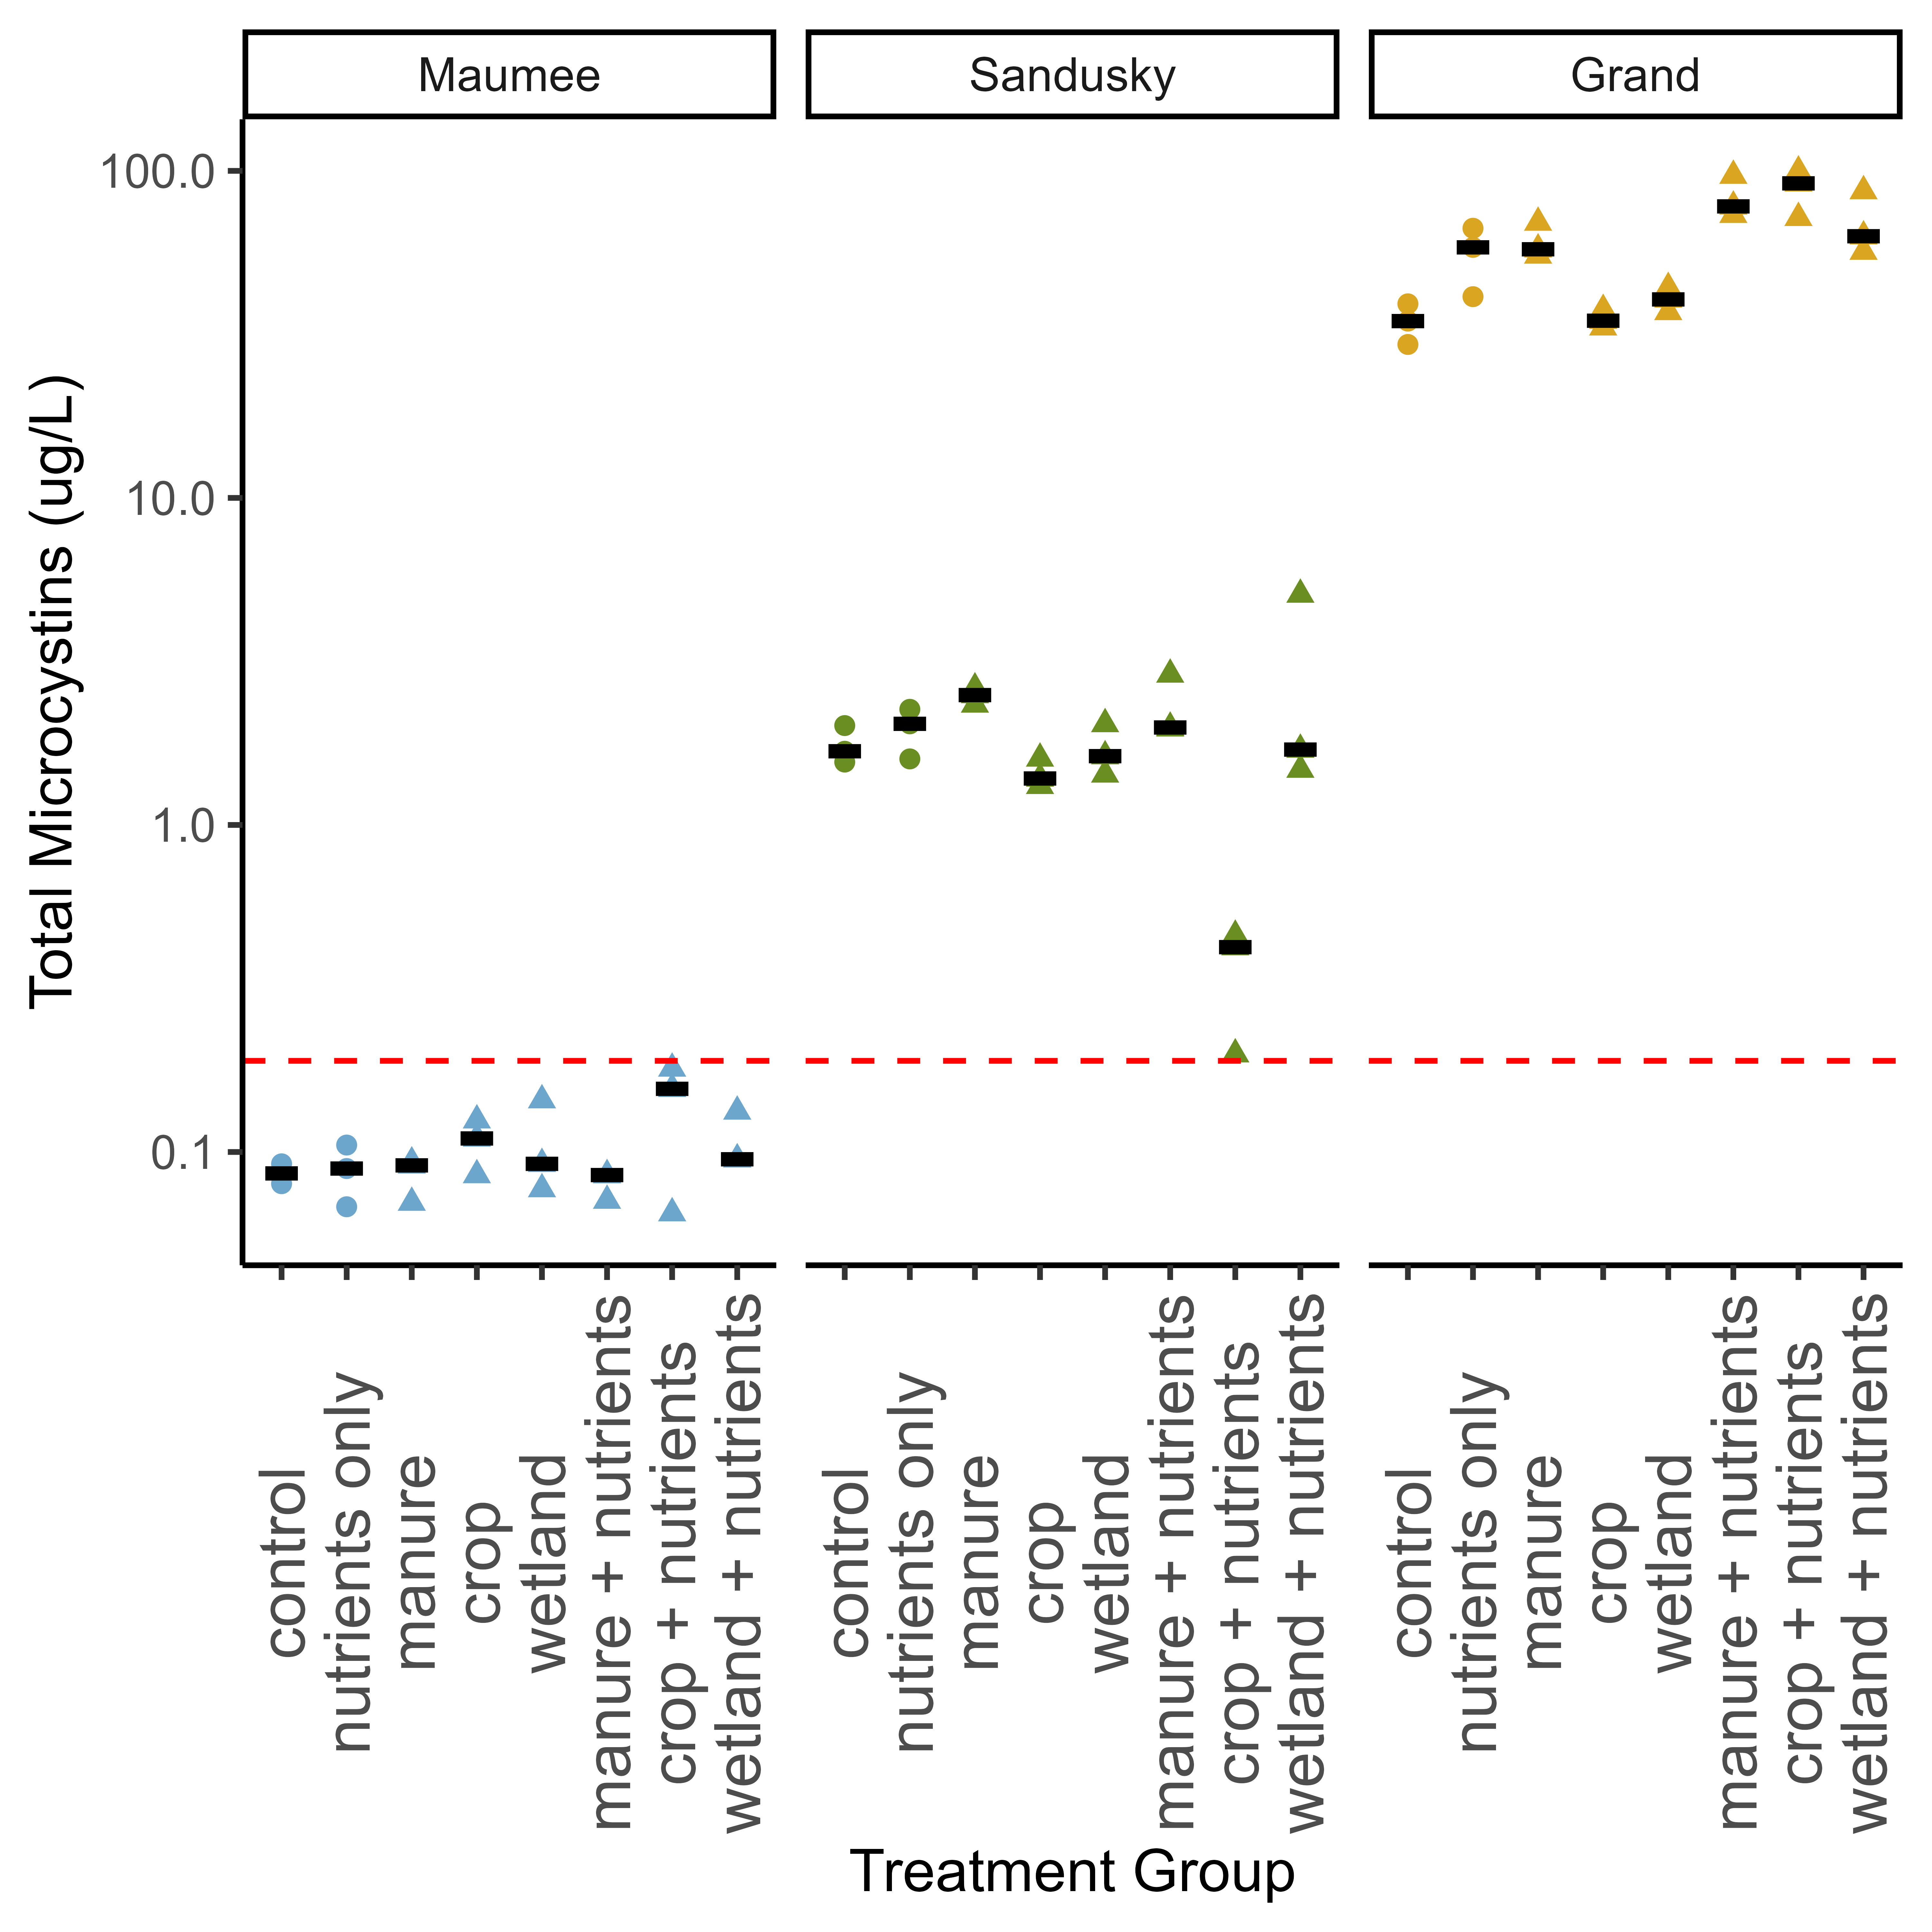 Maumee
Sandusky
Grand
Total Microcystins (ug/L)
100.0
10.0
1.0
0.1
control
nutrients only
manure
crop
wetland
manure + nutrients
crop + nutrients
wetland + nutrients
control
nutrients only
manure
crop
wetland
manure + nutrients
crop + nutrients
wetland + nutrients
control
nutrients only
manure
crop
wetland
manure + nutrients
crop + nutrients
wetland + nutrients
Treatment Group